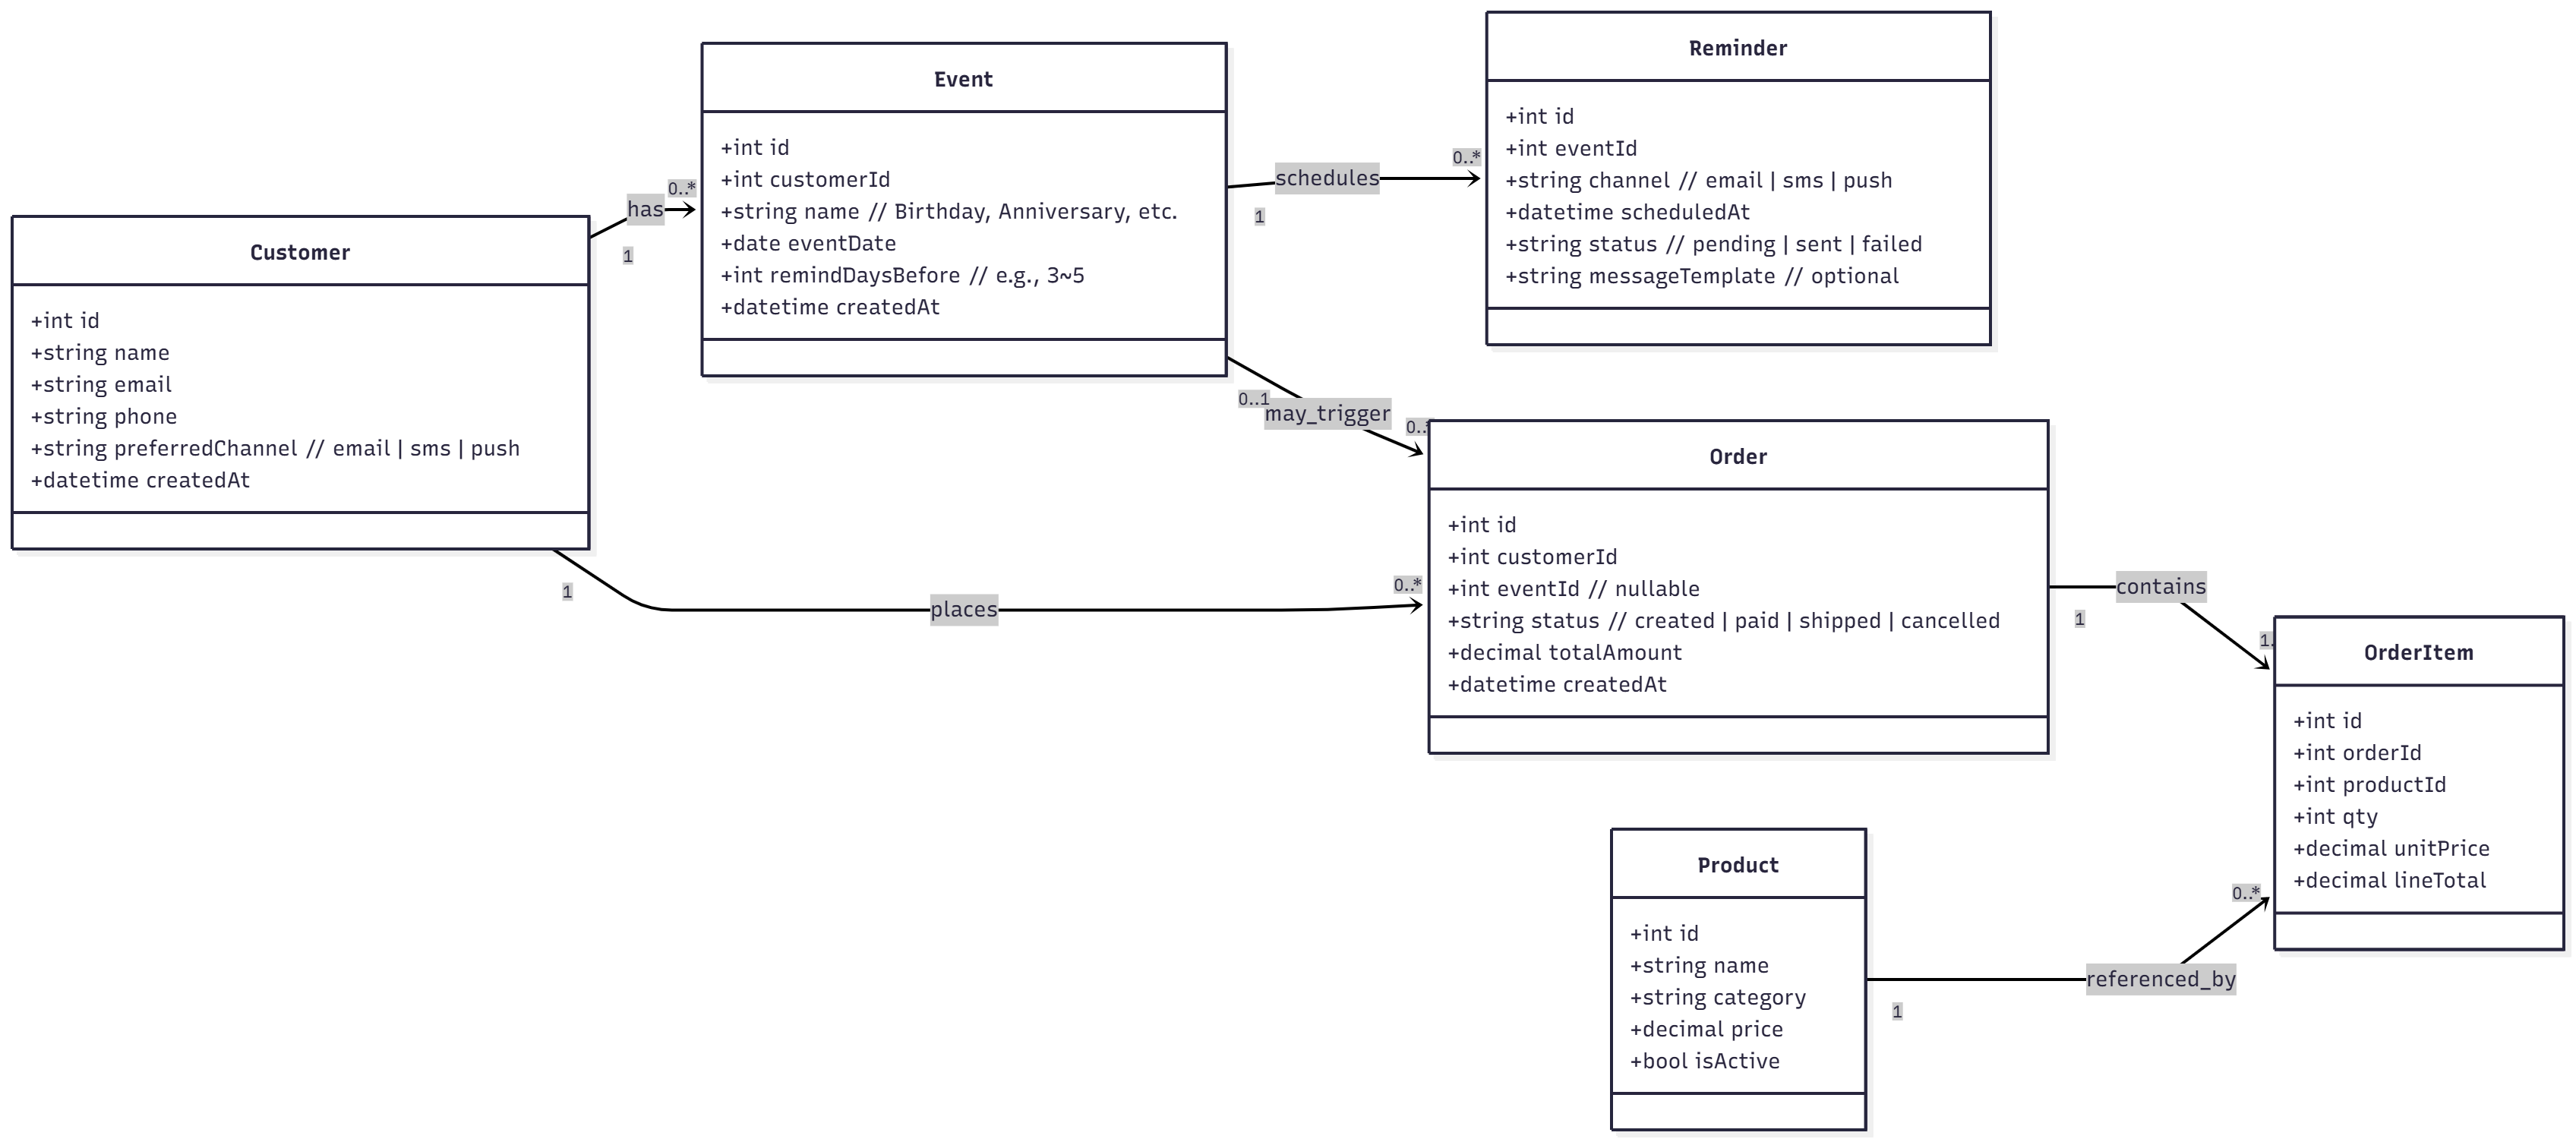 Customer
+int id
+string name
+string email
+string phone
+string preferredChannel // email | sms | push
+datetime createdAt
has
1
0..*
Event
+int id
+int customerId
+string name // Birthday, Anniversary, etc.
+date eventDate
+int remindDaysBefore // e.g., 3~5
+datetime createdAt
schedules
1
0..*
Reminder
+int id
+int eventId
+string channel // email | sms | push
+datetime scheduledAt
+string status // pending | sent | failed
+string messageTemplate // optional
0..1
may_trigger
1
places
0..*
Order
+int id
+int customerId
+int eventId // nullable
+string status // created | paid | shipped | cancelled
+decimal totalAmount
+datetime createdAt
contains
1
OrderItem
+int id
+int orderId
+int productId
+int qty
+decimal unitPrice
+decimal lineTotal
Product
+int id
+string name
+string category
+decimal price
+bool isActive
1
referenced_by
0..*